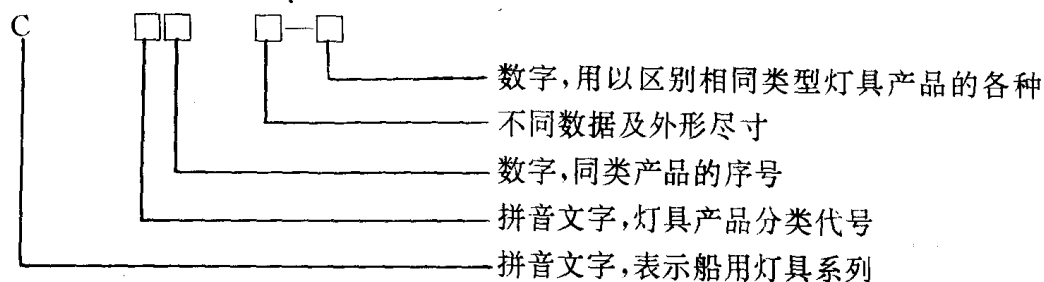 C □□ □—□
数字,用以区别相同类型灯具产品的各种
不同数据及外形尺寸
数字,同类产品的序号
拼音文字,灯具产品分类代号
拼音文字,表示船用灯具系列